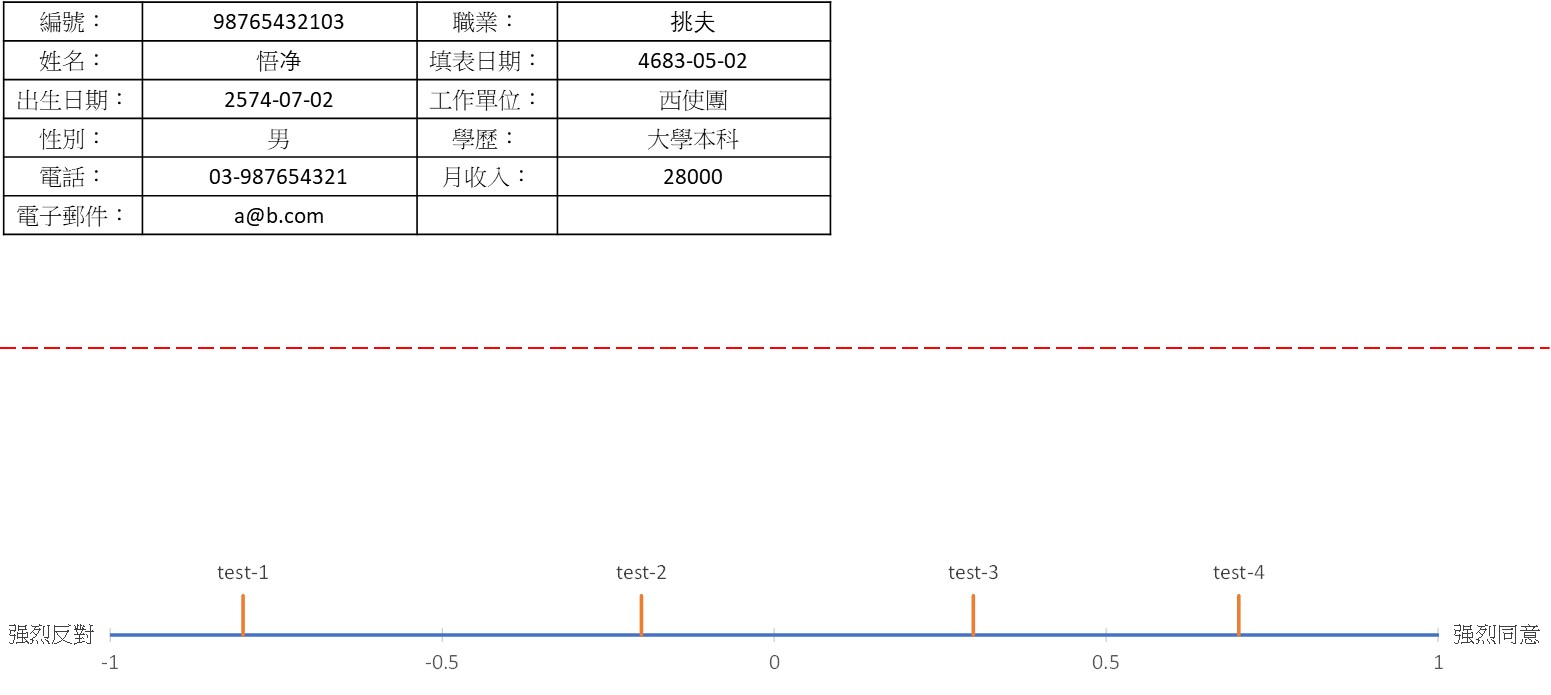 編號： 98765432103 職業： 挑夫
姓名： 悟净 填表日期： 4683-05-02
出生日期： 2574-07-02 工作單位： 西使團
性別： 男 學歷： 大學本科
電話： 03-987654321 月收入： 28000
電子郵件： a@b.com
test-1 test-2 test-3 test-4
强烈反對 强烈同意
-1 -0.5 0 0.5 1